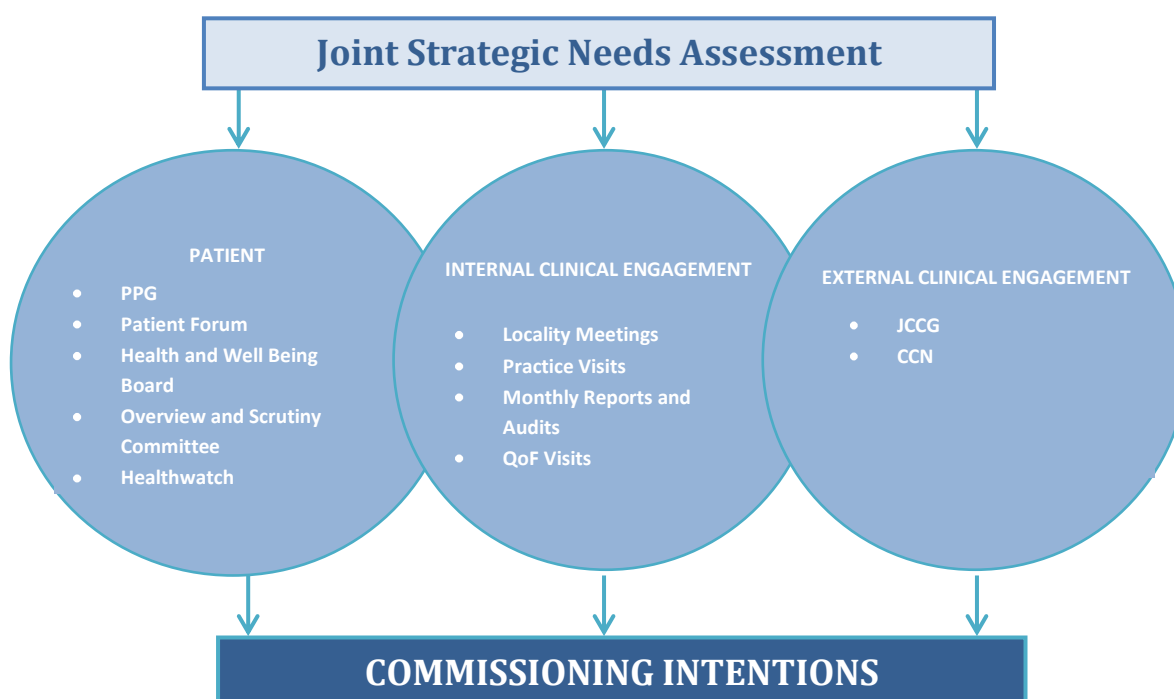 Joint Strategic Needs Assessment
PATIENT
• PPG
• Patient Forum
• Health and Well Being
Board
• Overview and Scrutiny
Committee
• Healthwatch
INTERNAL CLINICAL ENGAGEMENT
• Locality Meetings
• Practice Visits
• Monthly Reports and
Audits
• QoF Visits
EXTERNAL CLINICAL ENGAGEMENT
• JCCG
• CCN
COMMISSIONING INTENTIONS